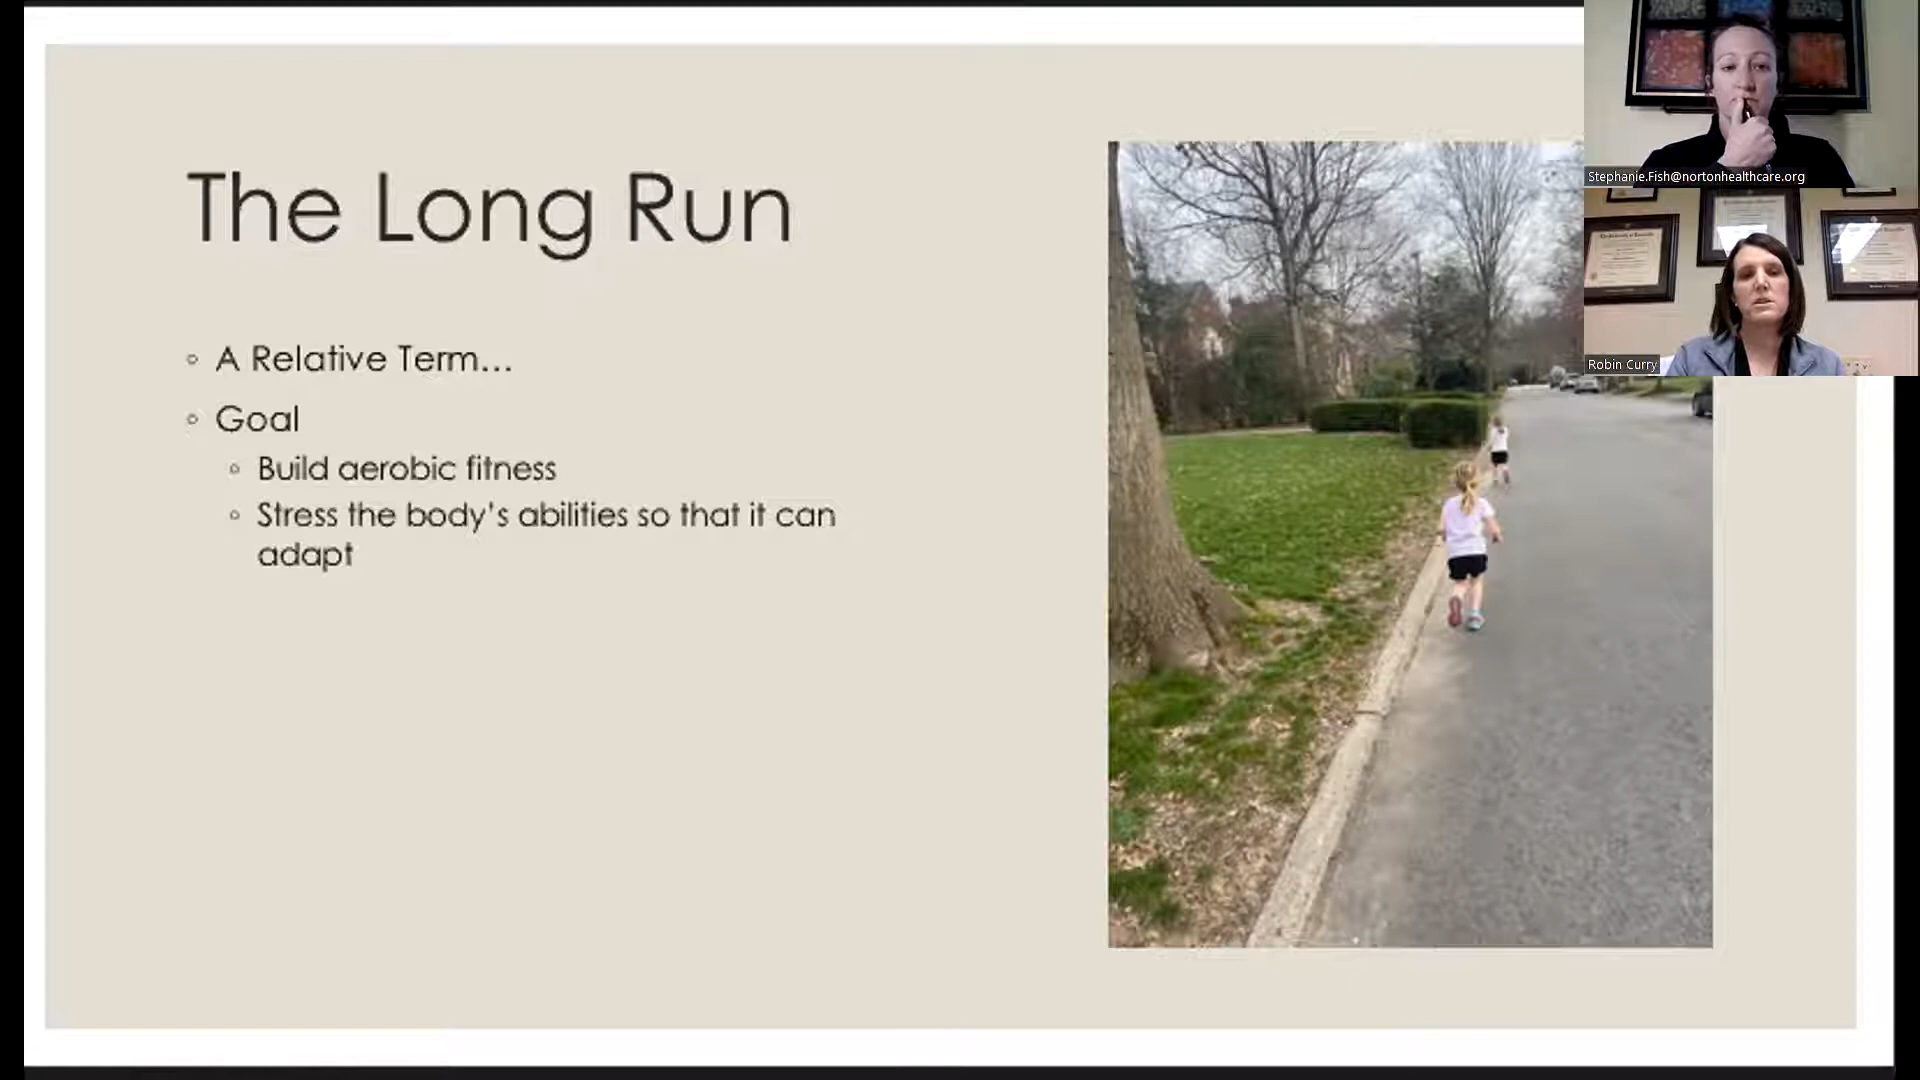 The Long Run
◦ A Relative Term...
◦ Goal
◦ Build aerobic fitness
◦ Stress the body's abilities so that it can
adapt
Stephanie.Fish@nortonhealthcare.org
Robin Curry